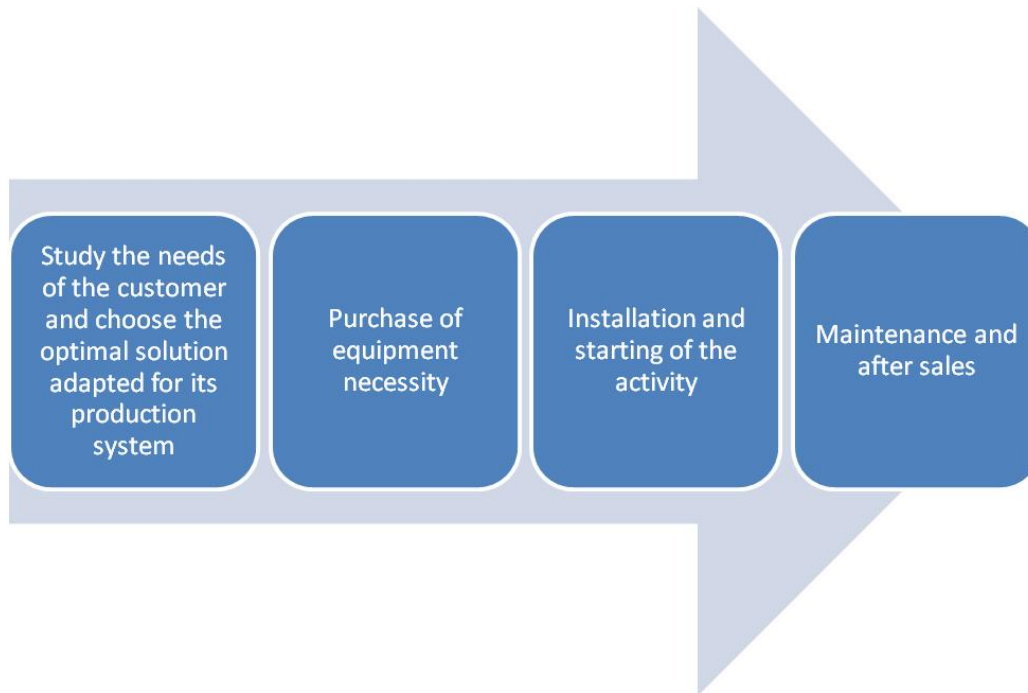 Study the needs
of the customer
and choose the
optimal solution
adapted for its
production
system
Purchase of
equipment
necessity
Installation and
starting of the
activity
Maintenance and
after sales